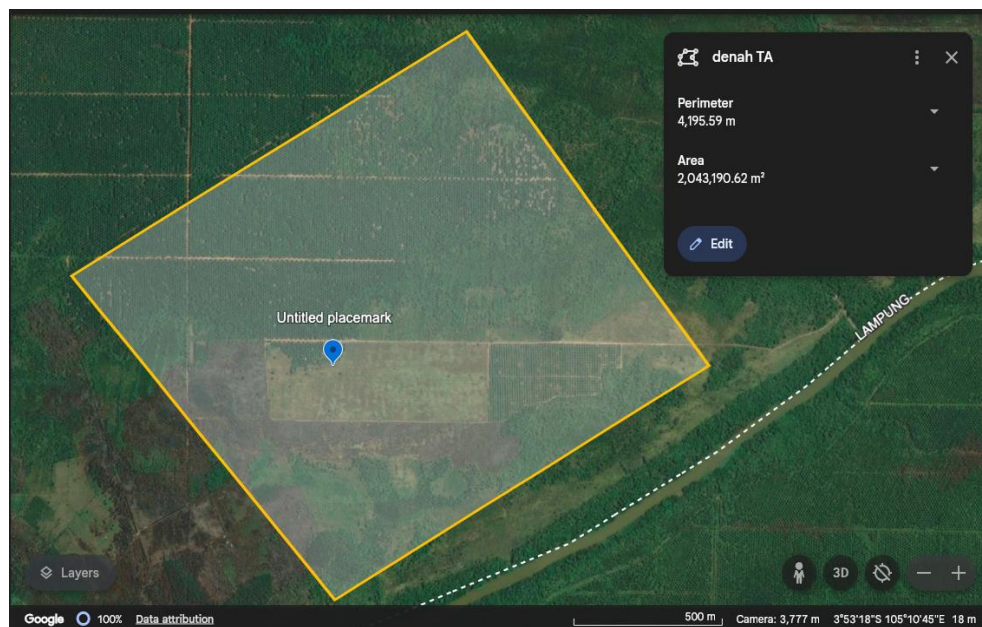 denah TA
Perimeter
4,195.59 m
Area
2,043,190.62 m²
Edit
Untitled placemark
LAMPUNG
Layers
3D
Google 100% Data attribution 500 m Camera: 3,777 m 3°53'18"S 105°10'45"E 18 m